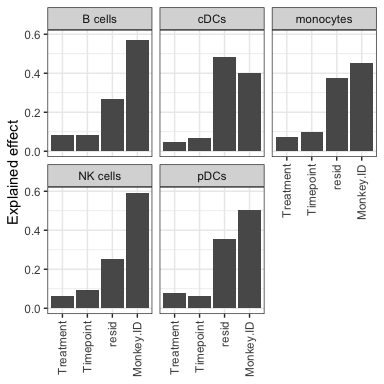 B cells
cDCs
monocytes
0.6
0.4
0.2
0.0
Explained effect
NK cells
pDCs
0.6
0.4
0.2
0.0
Treatment
Timepoint
resid
Monkey.ID
Treatment
Timepoint
resid
Monkey.ID
Treatment
Timepoint
resid
Monkey.ID